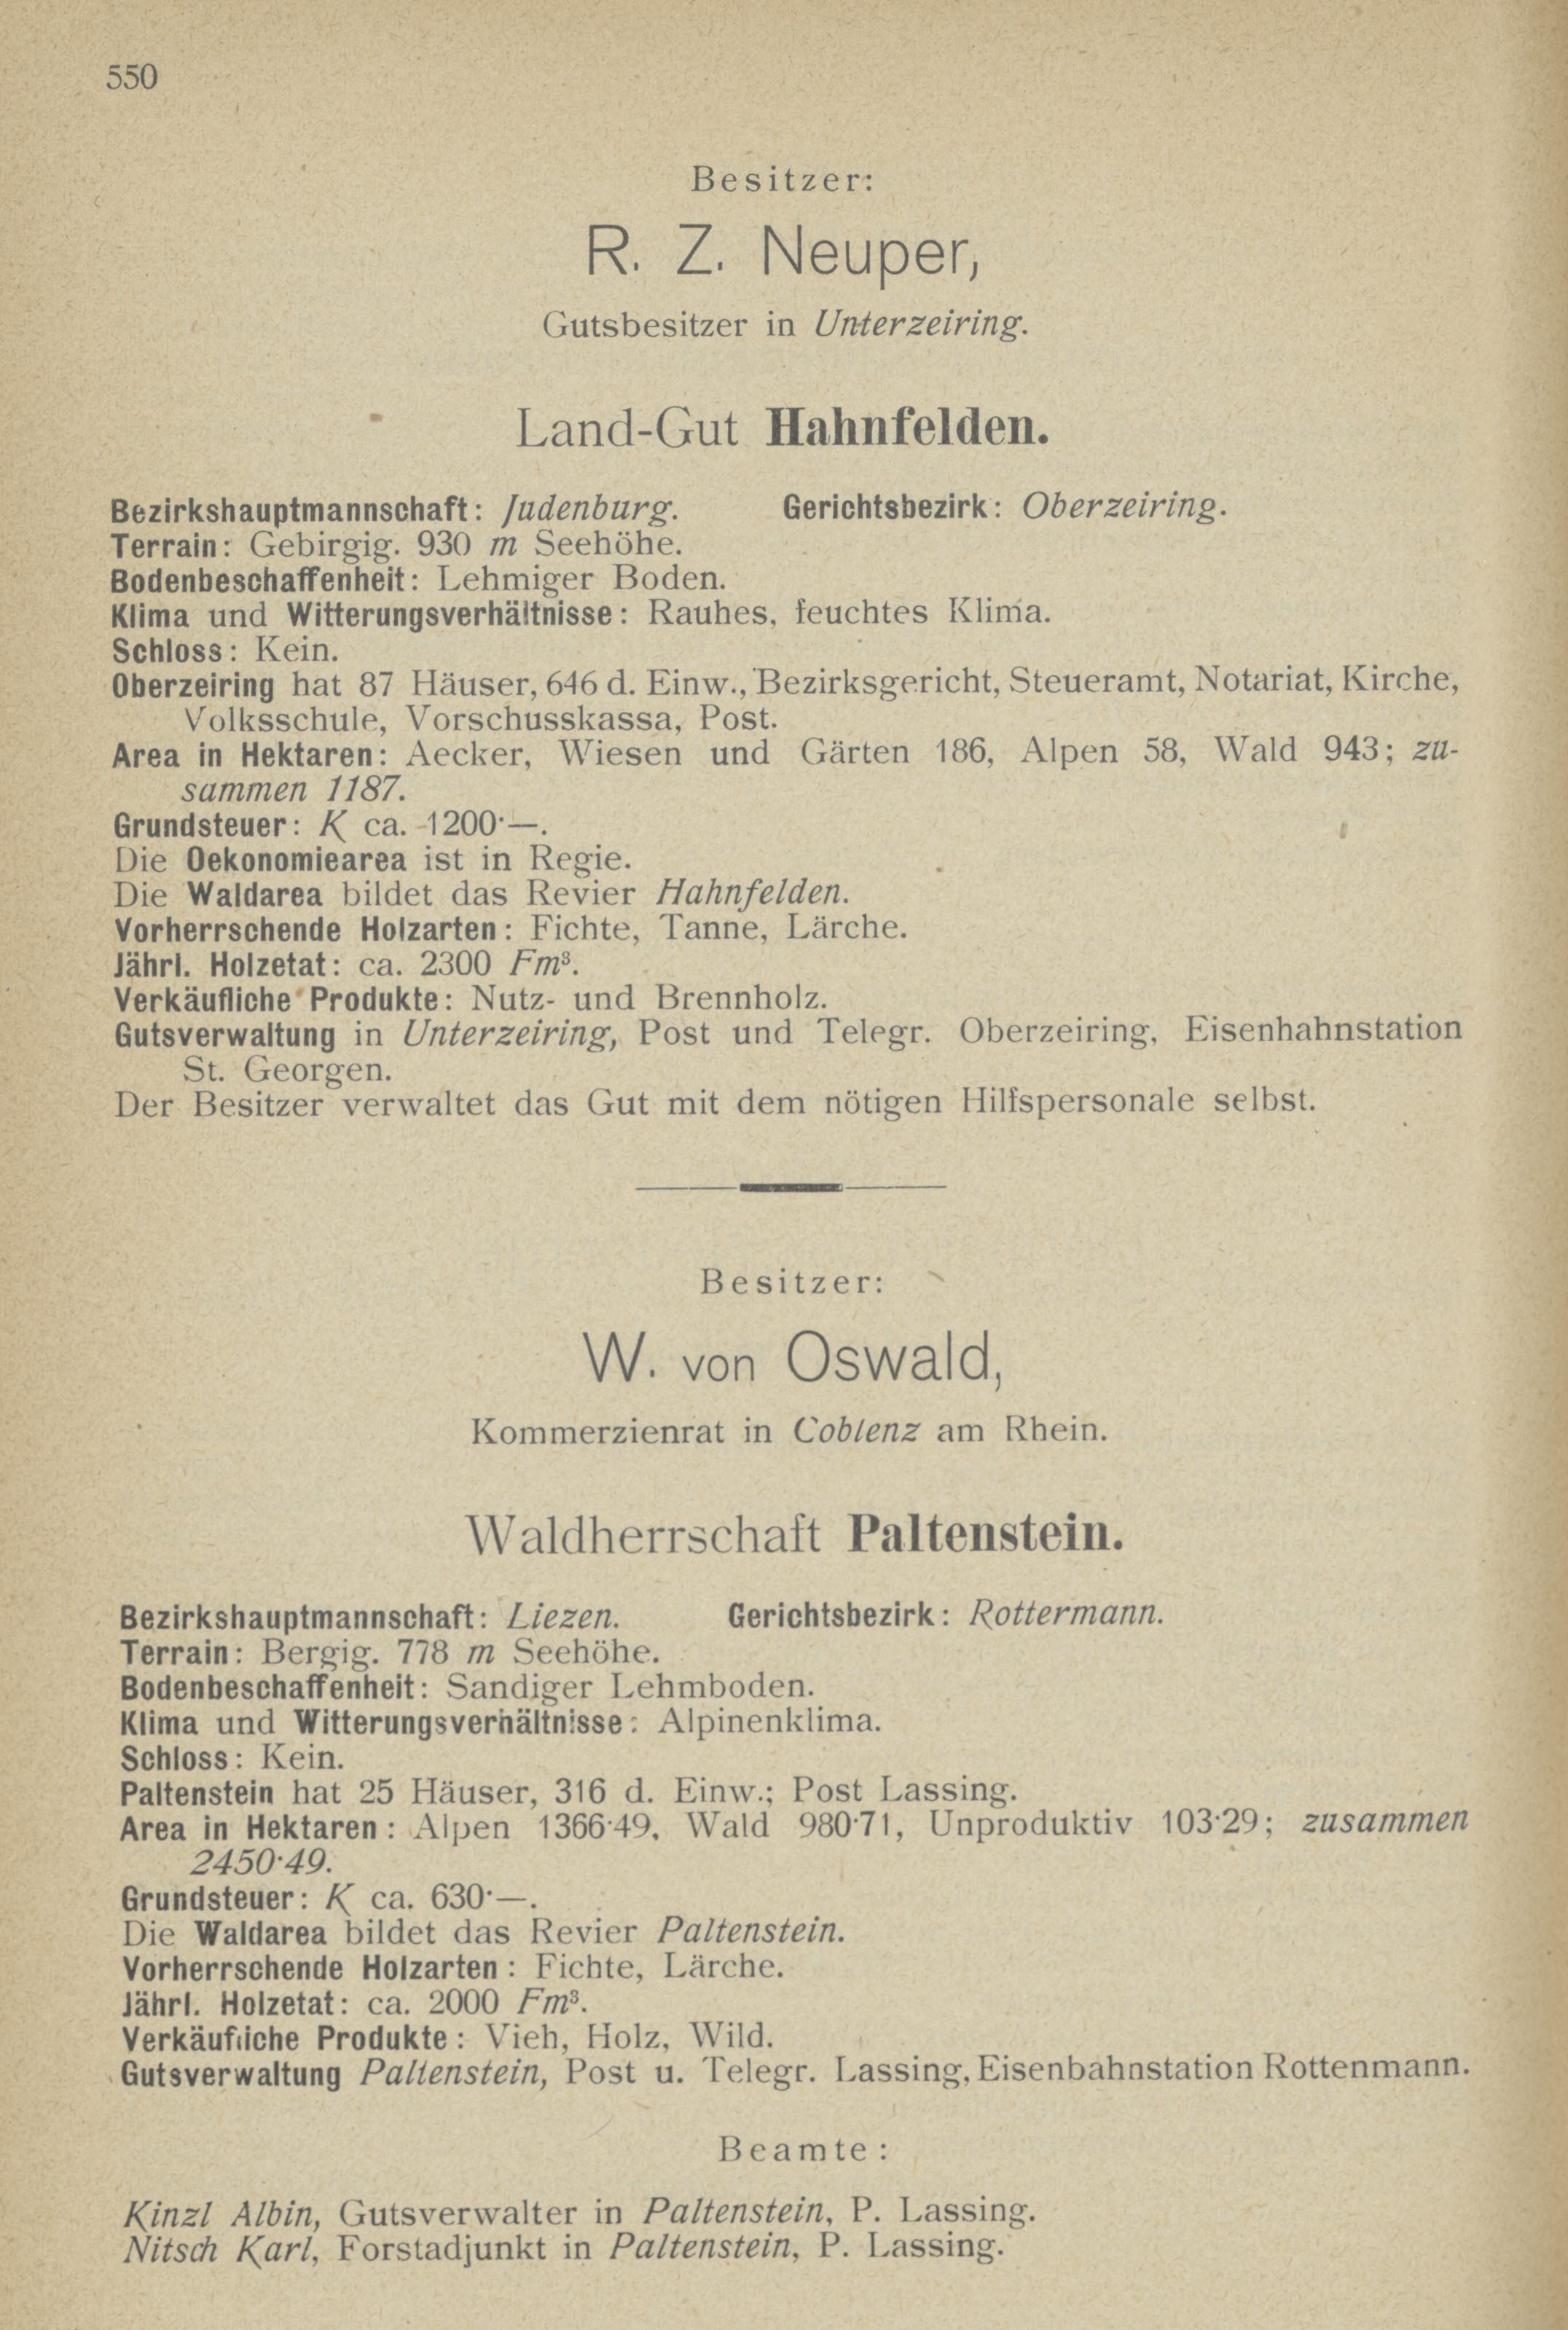 550
Besitzer:
R. Z. Neuper,
Gutsbesitzer in Unterzeiring.
Land-Gut Hahnfelden.
Bezirkshauptmannschaft: Judenburg. Gerichtsbezirk: Oberzeiring.
Terrain: Gebirgig. 930 m Seehöhe.
Bodenbeschaffenheit: Lehmiger Boden.
Klima und Witterungsverhältnisse: Rauhes, feuchtes Klima.
Schloss: Kein.
Oberzeiring hat 87 Häuser, 646 d. Einw., Bezirksgericht, Steueramt, Notariat, Kirche,
Volksschule, Vorschusskassa, Post.
Area in Hektaren: Aecker, Wiesen und Gärten 186, Alpen 58, Wald 943; zu-
sammen 1187.
Grundsteuer: K ca. 1200·—.
Die Oekonomiearea ist in Regie.
Die Waldarea bildet das Revier Hahnfelden.
Vorherrschende Holzarten: Fichte, Tanne, Lärche.
Jährl. Holzetat: ca. 2300 Fm³.
Verkäufliche Produkte: Nutz- und Brennholz.
Gutsverwaltung in Unterzeiring, Post und Telegr. Oberzeiring, Eisenhahnstation
St. Georgen.
Der Besitzer verwaltet das Gut mit dem nötigen Hilfspersonale selbst.
Besitzer:
W. von Oswald,
Kommerzienrat in Coblenz am Rhein.
Waldherrschaft Paltenstein.
Bezirkshauptmannschaft: Liezen. Gerichtsbezirk: Rottermann.
Terrain: Bergig. 778 m Seehöhe.
Bodenbeschaffenheit: Sandiger Lehmboden.
Klima und Witterungsverhältnisse: Alpinenklima.
Schloss: Kein.
Paltenstein hat 25 Häuser, 316 d. Einw.; Post Lassing.
Area in Hektaren: Alpen 1366·49, Wald 980·71, Unproduktiv 103·29; zusammen
2450·49.
Grundsteuer: K ca. 630·—.
Die Waldarea bildet das Revier Paltenstein.
Vorherrschende Holzarten: Fichte, Lärche.
Jährl. Holzetat: ca. 2000 Fm³.
Verkäufliche Produkte: Vieh, Holz, Wild.
Gutsverwaltung Paltenstein, Post u. Telegr. Lassing, Eisenbahnstation Rottenmann.
Beamte:
Kinzl Albin, Gutsverwalter in Paltenstein, P. Lassing.
Nitsch Karl, Forstadjunkt in Paltenstein, P. Lassing.